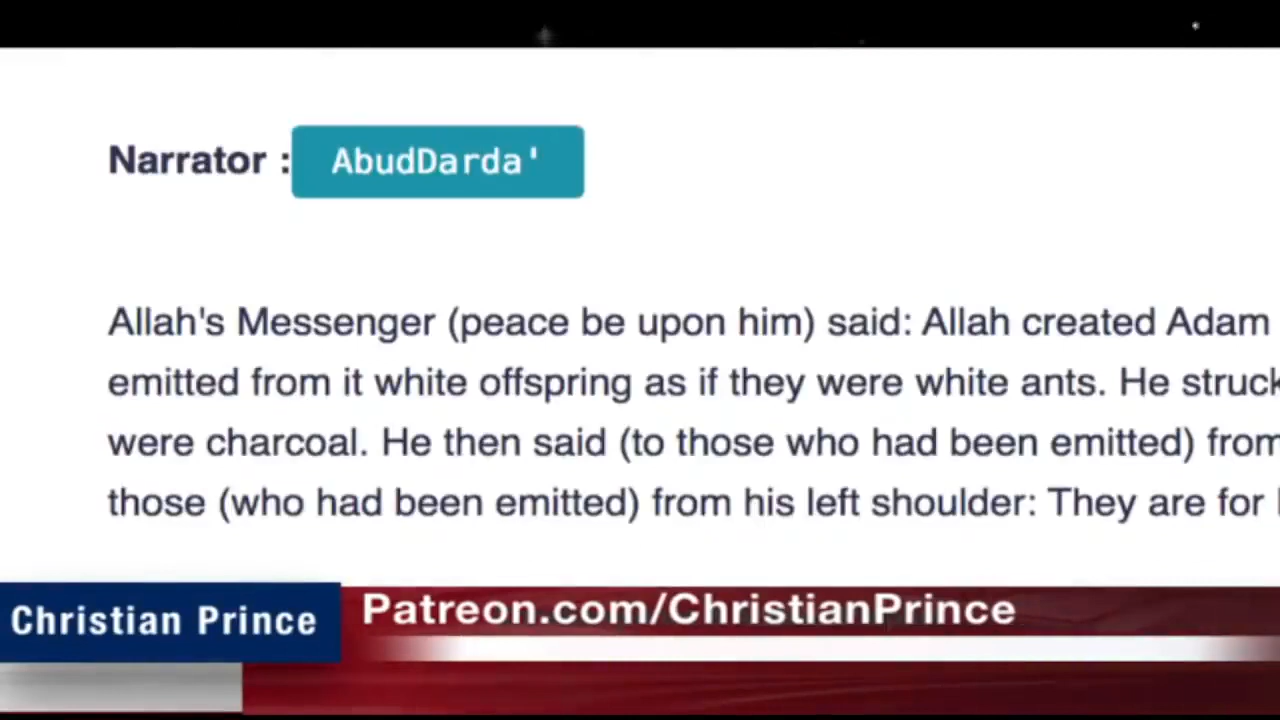 Narrator : AbudDarda'
Allah's Messenger (peace be upon him) said: Allah created Adam
emitted from it white offspring as if they were white ants. He struck
were charcoal. He then said (to those who had been emitted) from
those (who had been emitted) from his left shoulder: They are for
Christian Prince
Patreon.com/ChristianPrince